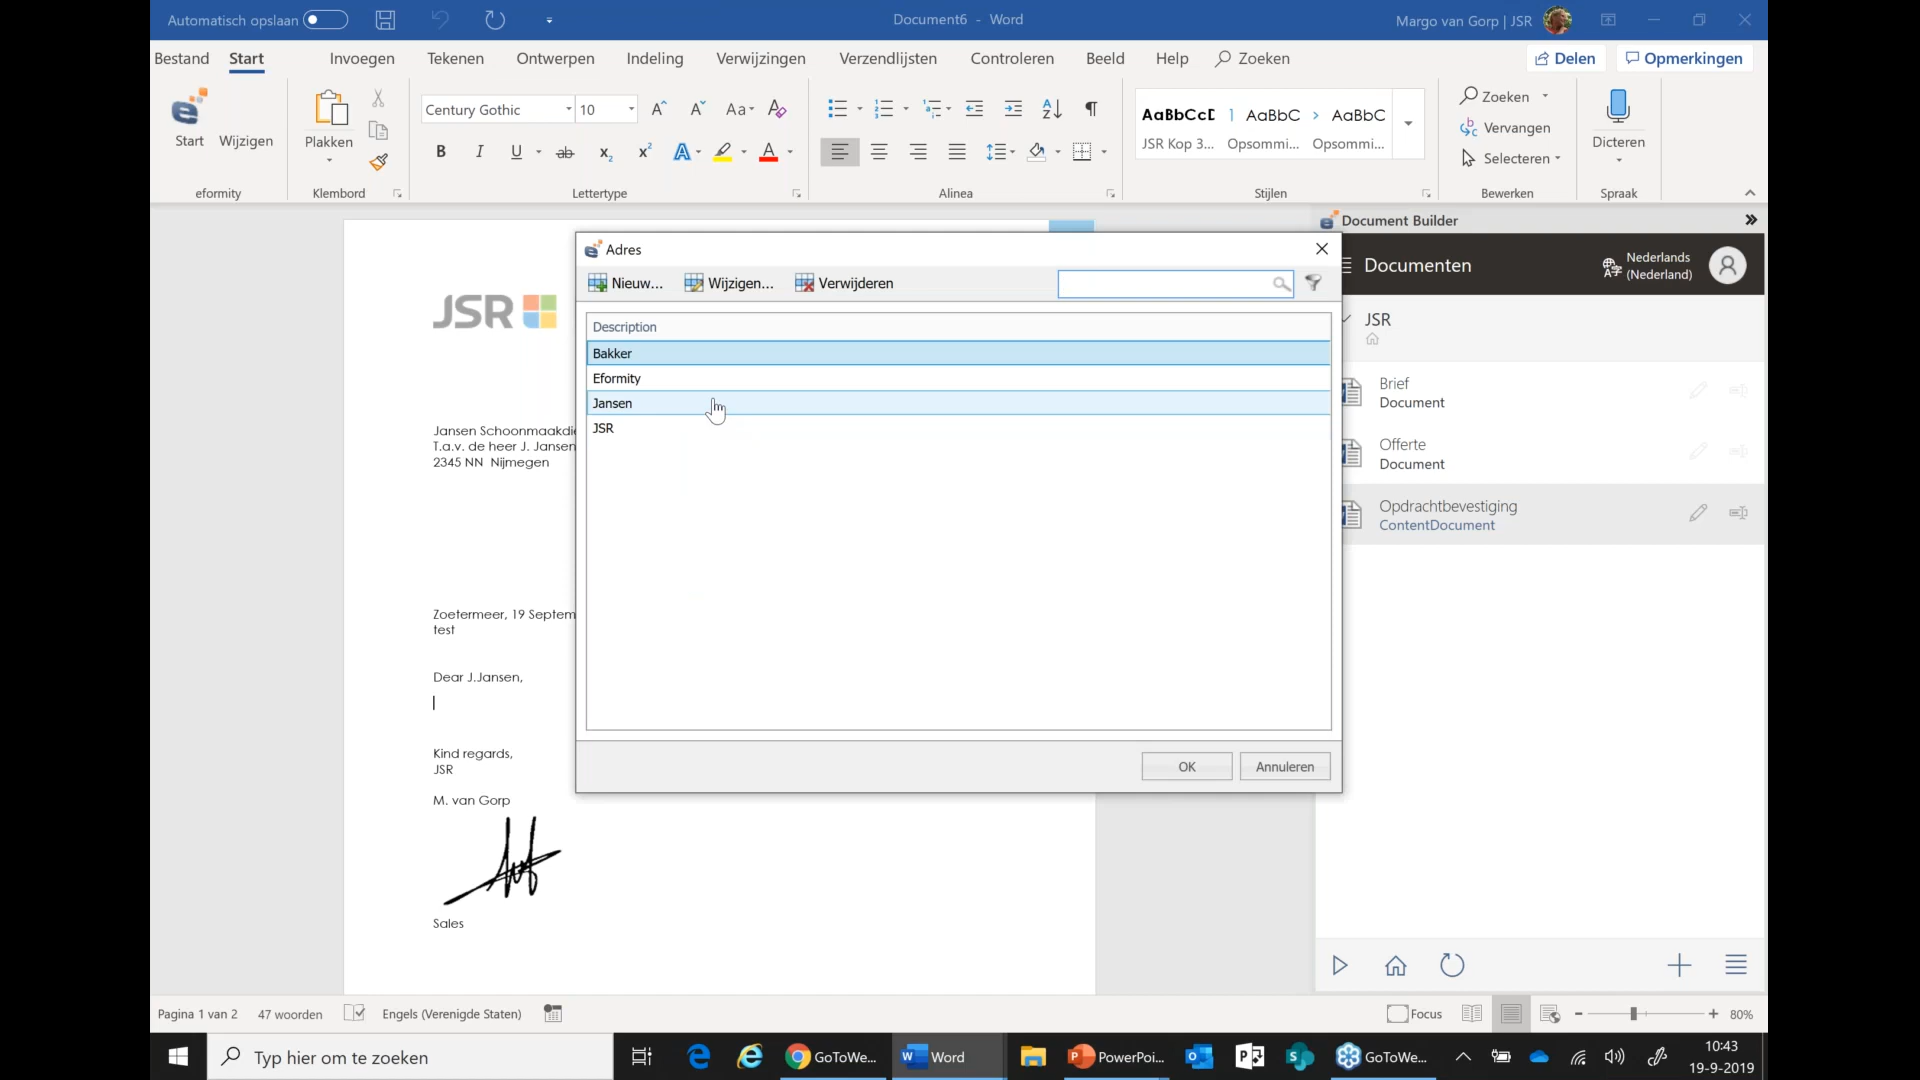 Automatisch opslaan
Document6 - Word
Margo van Gorp | JSR
Bestand Start Invoegen Tekenen Ontwerpen Indeling Verwijzingen Verzendlijsten Controleren Beeld Help Zoeken Delen Opmerkingen
Start Wijzigen
eformity
Plakken
Klembord
Century Gothic 10
Lettertype
Alinea
AaBbCcD 1 AaBbC > AaBbC
JSR Kop 3... Opsommi... Opsommi...
Stijlen
Zoeken
Vervangen
Selecteren
Bewerken
Dicteren
Spraak
JSR
Jansen Schoonmaakdie
T.a.v. de heer J. Jansen
2345 NN Nijmegen
Zoetermeer, 19 Septem
test
Dear J.Jansen,
Kind regards,
JSR
M. van Gorp
Sales
Adres
Nieuw... Wijzigen... Verwijderen
Description
Bakker
Eformity
Jansen
JSR
OK Annuleren
Document Builder
Documenten
Nederlands
(Nederland)
JSR
Brief
Document
Offerte
Document
Opdrachtbevestiging
ContentDocument
Pagina 1 van 2 47 woorden Engels (Verenigde Staten) Focus 80%
Typ hier om te zoeken GoToWe... Word PowerPoi... GoToWe...
10:43
19-9-2019